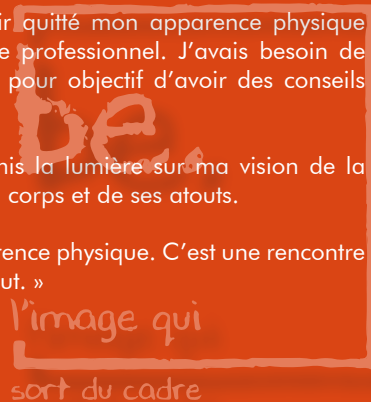 ir quitté mon apparence physique
e professionnel. J’avais besoin de
pour objectif d’avoir des conseils
be.
nis la lumière sur ma vision de la
corps et de ses atouts.
rence physique. C’est une rencontre
ut. »
l’image qui
sort du cadre